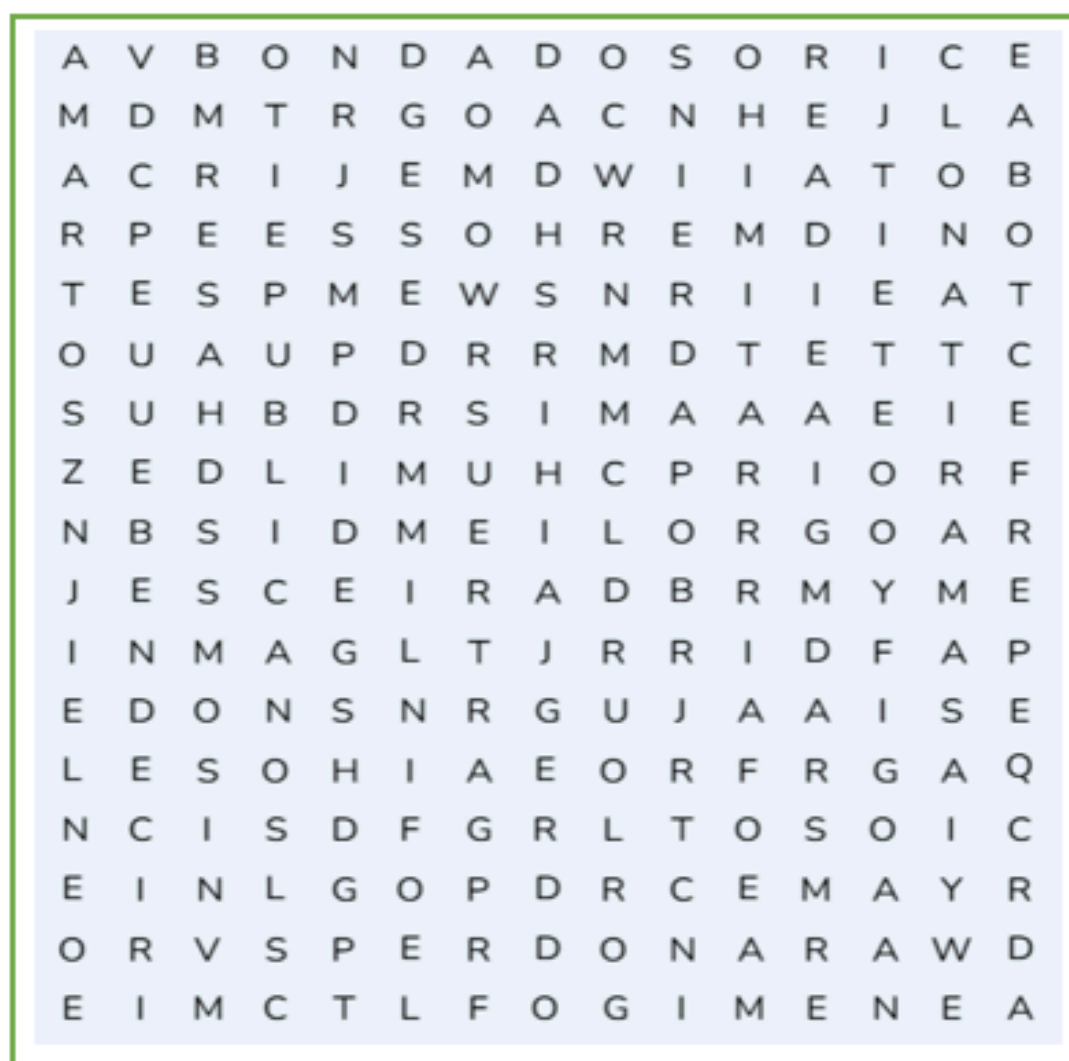 A V B O N D A D O S O R I C E
M D M T R G O A C N H E J L A
A C R I J E M D W I I A T O B
R P E E S S O H R E M D I N O
T E S P M E W S N R I I E A T
O U A U P D R R M D T E T T C
S U H B D R S I M A A A E I E
Z E D L I M U H C P R I O R F
N B S I D M E I L O R G O A R
J E S C E I R A D B R M Y M E
I N M A G L T J R R I D F A P
E D O N S N R G U J A A I S E
L E S O H I A E O R F R G A Q
N C I S D F G R L T O S O I C
E I N L G O P D R C E M A Y R
O R V S P E R D O N A R A W D
E I M C T L F O G I M E N E A